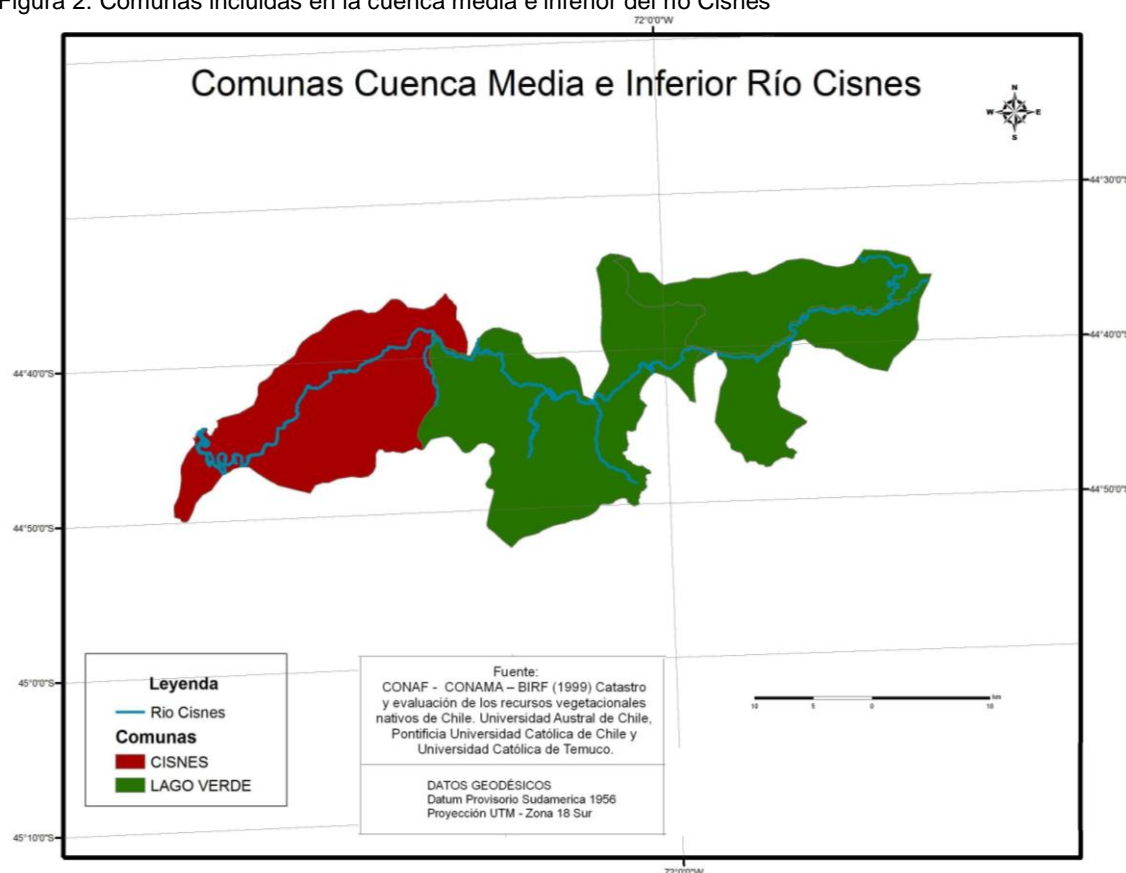 Figura 2. Comunas incluidas en la cuenca media e inferior del río Cisnes
72°0'0"W
Comunas Cuenca Media e Inferior Río Cisnes
N
W E
S
44°30'0"S
44°40'0"S
44°40'0"S
44°50'0"S
44°50'0"S
45°0'0"S
45°10'0"S
Leyenda
Rio Cisnes
Comunas
CISNES
LAGO VERDE
Fuente:
CONAF - CONAMA – BIRF (1999) Catastro
y evaluación de los recursos vegetacionales
nativos de Chile. Universidad Austral de Chile,
Pontificia Universidad Católica de Chile y
Universidad Católica de Temuco.
DATOS GEODÉSICOS
Datum Provisorio Sudamerica 1956
Proyección UTM - Zona 18 Sur
10 5 0 10 km
72°0'0"W